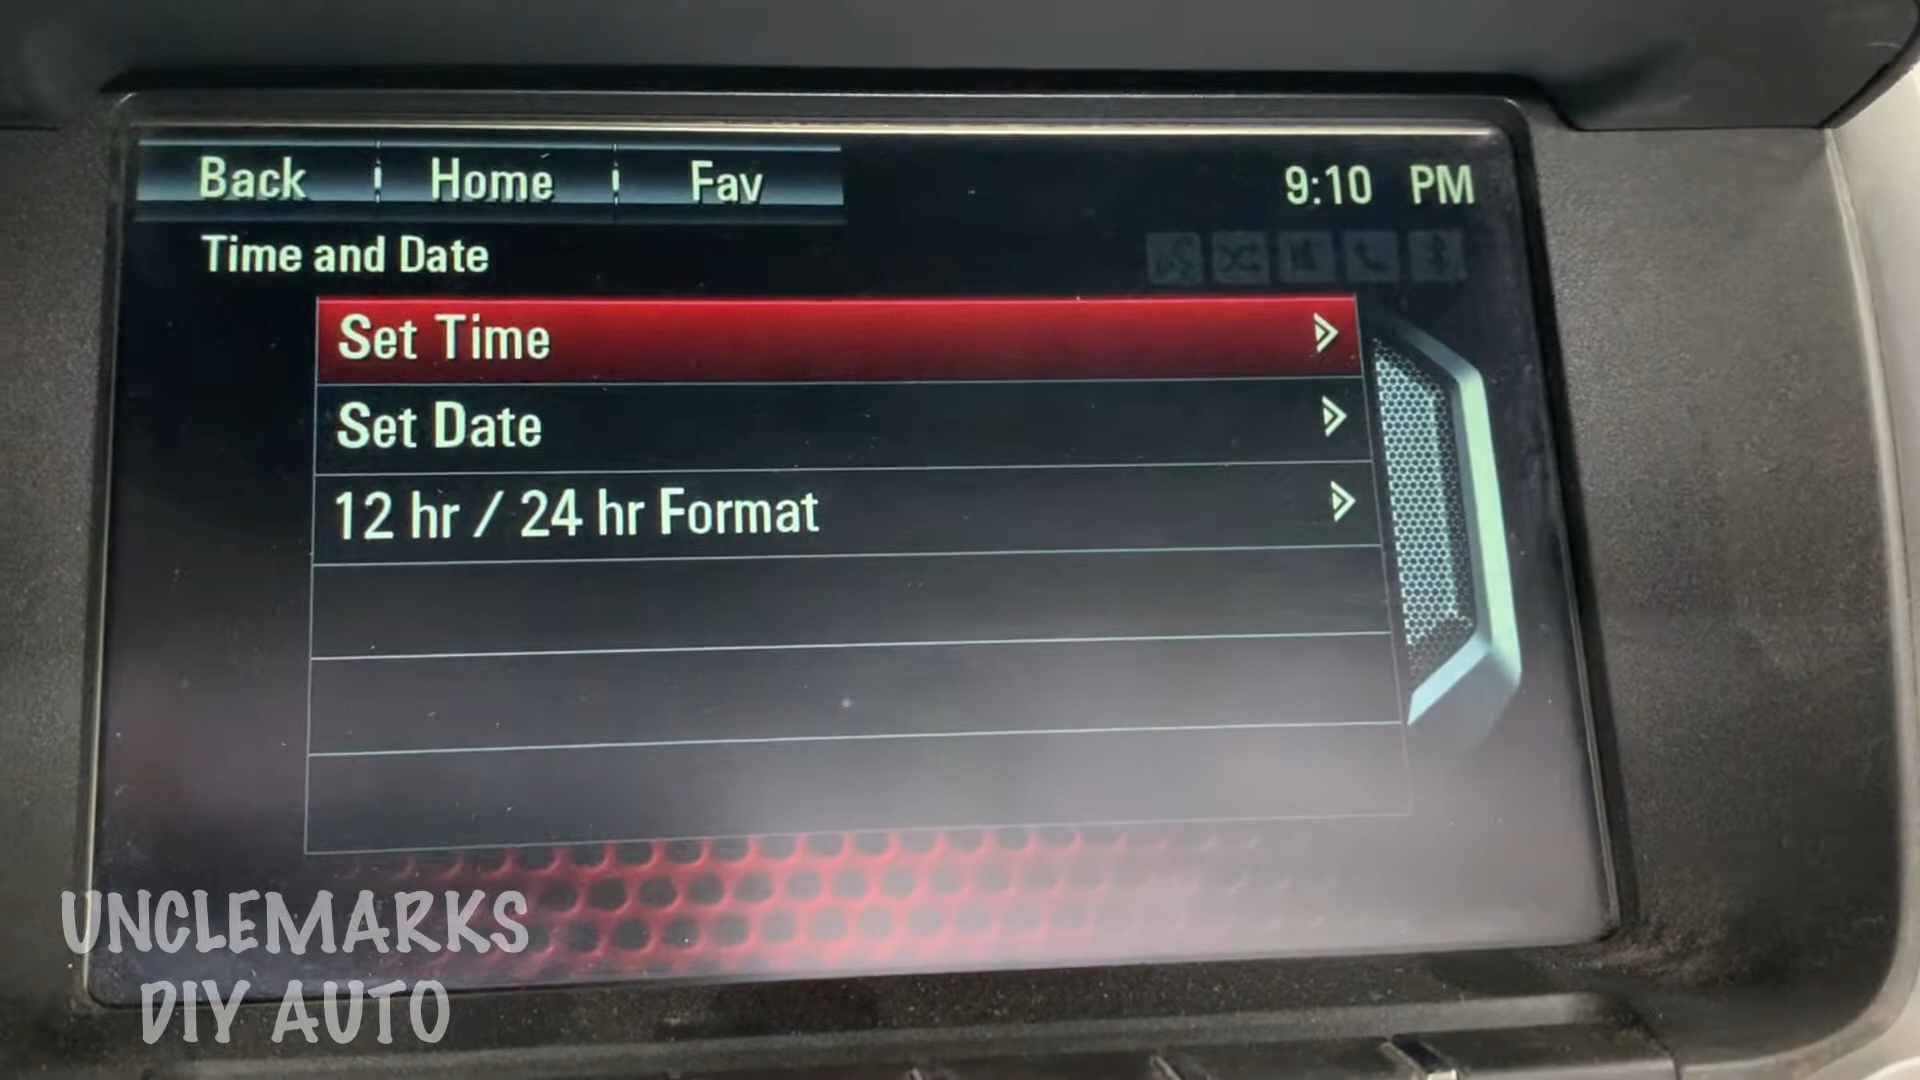 Back Home Fav 9:10 PM
Time and Date
Set Time
Set Date
12 hr / 24 hr Format
UNCLEMARKS
DIY AUTO